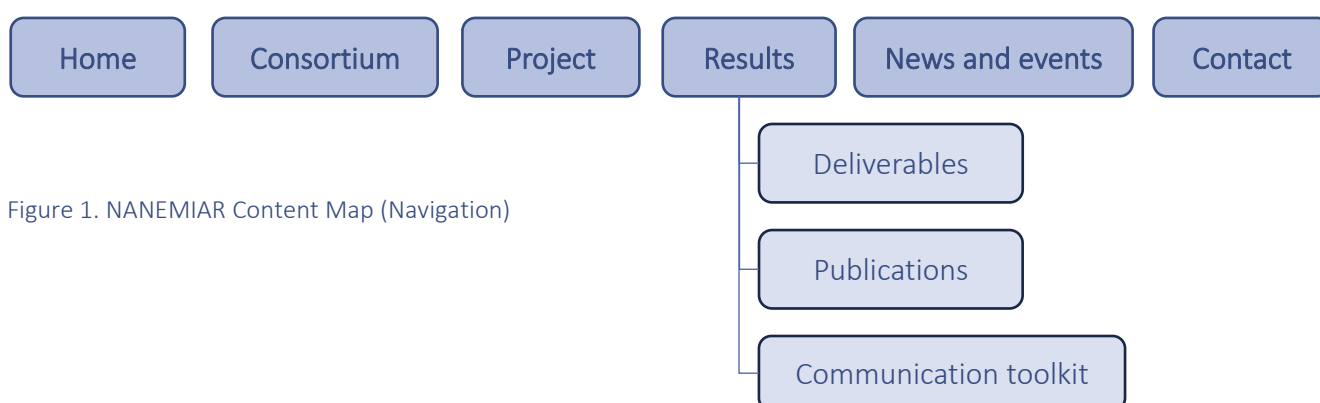 Home
Consortium
Project
Results
News and events
Contact
Deliverables
Figure 1. NANEMIAR Content Map (Navigation)
Publications
Communication toolkit